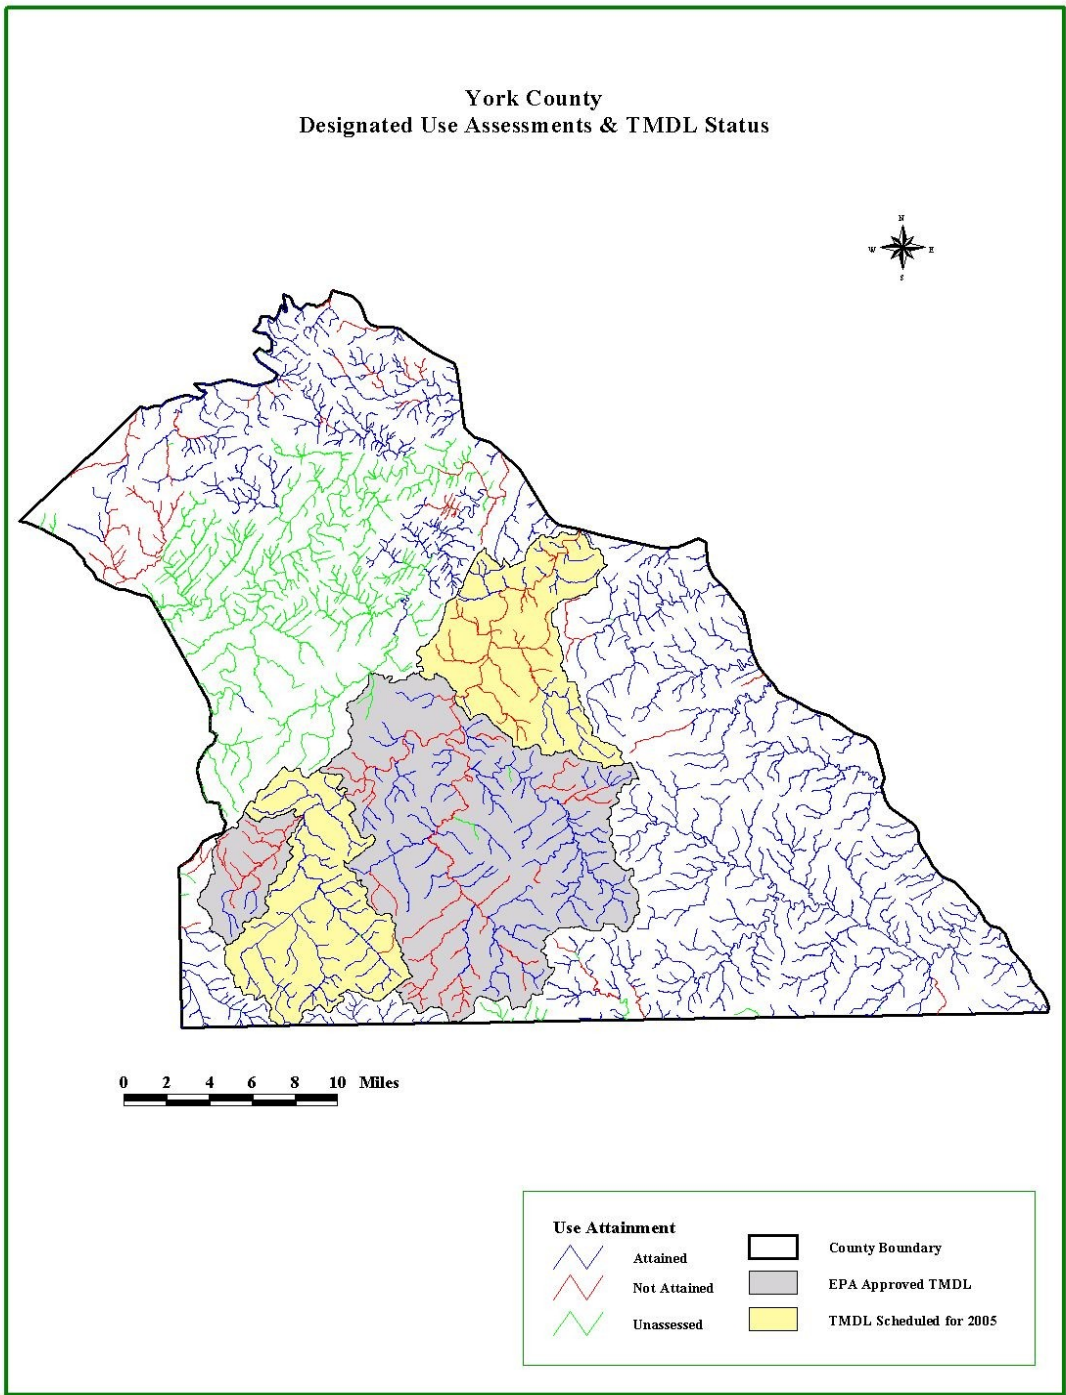 York County
Designated Use Assessments & TMDL Status
N
W E
S
0 2 4 6 8 10 Miles
Use Attainment
Attained
Not Attained
Unassessed
County Boundary
EPA Approved TMDL
TMDL Scheduled for 2005